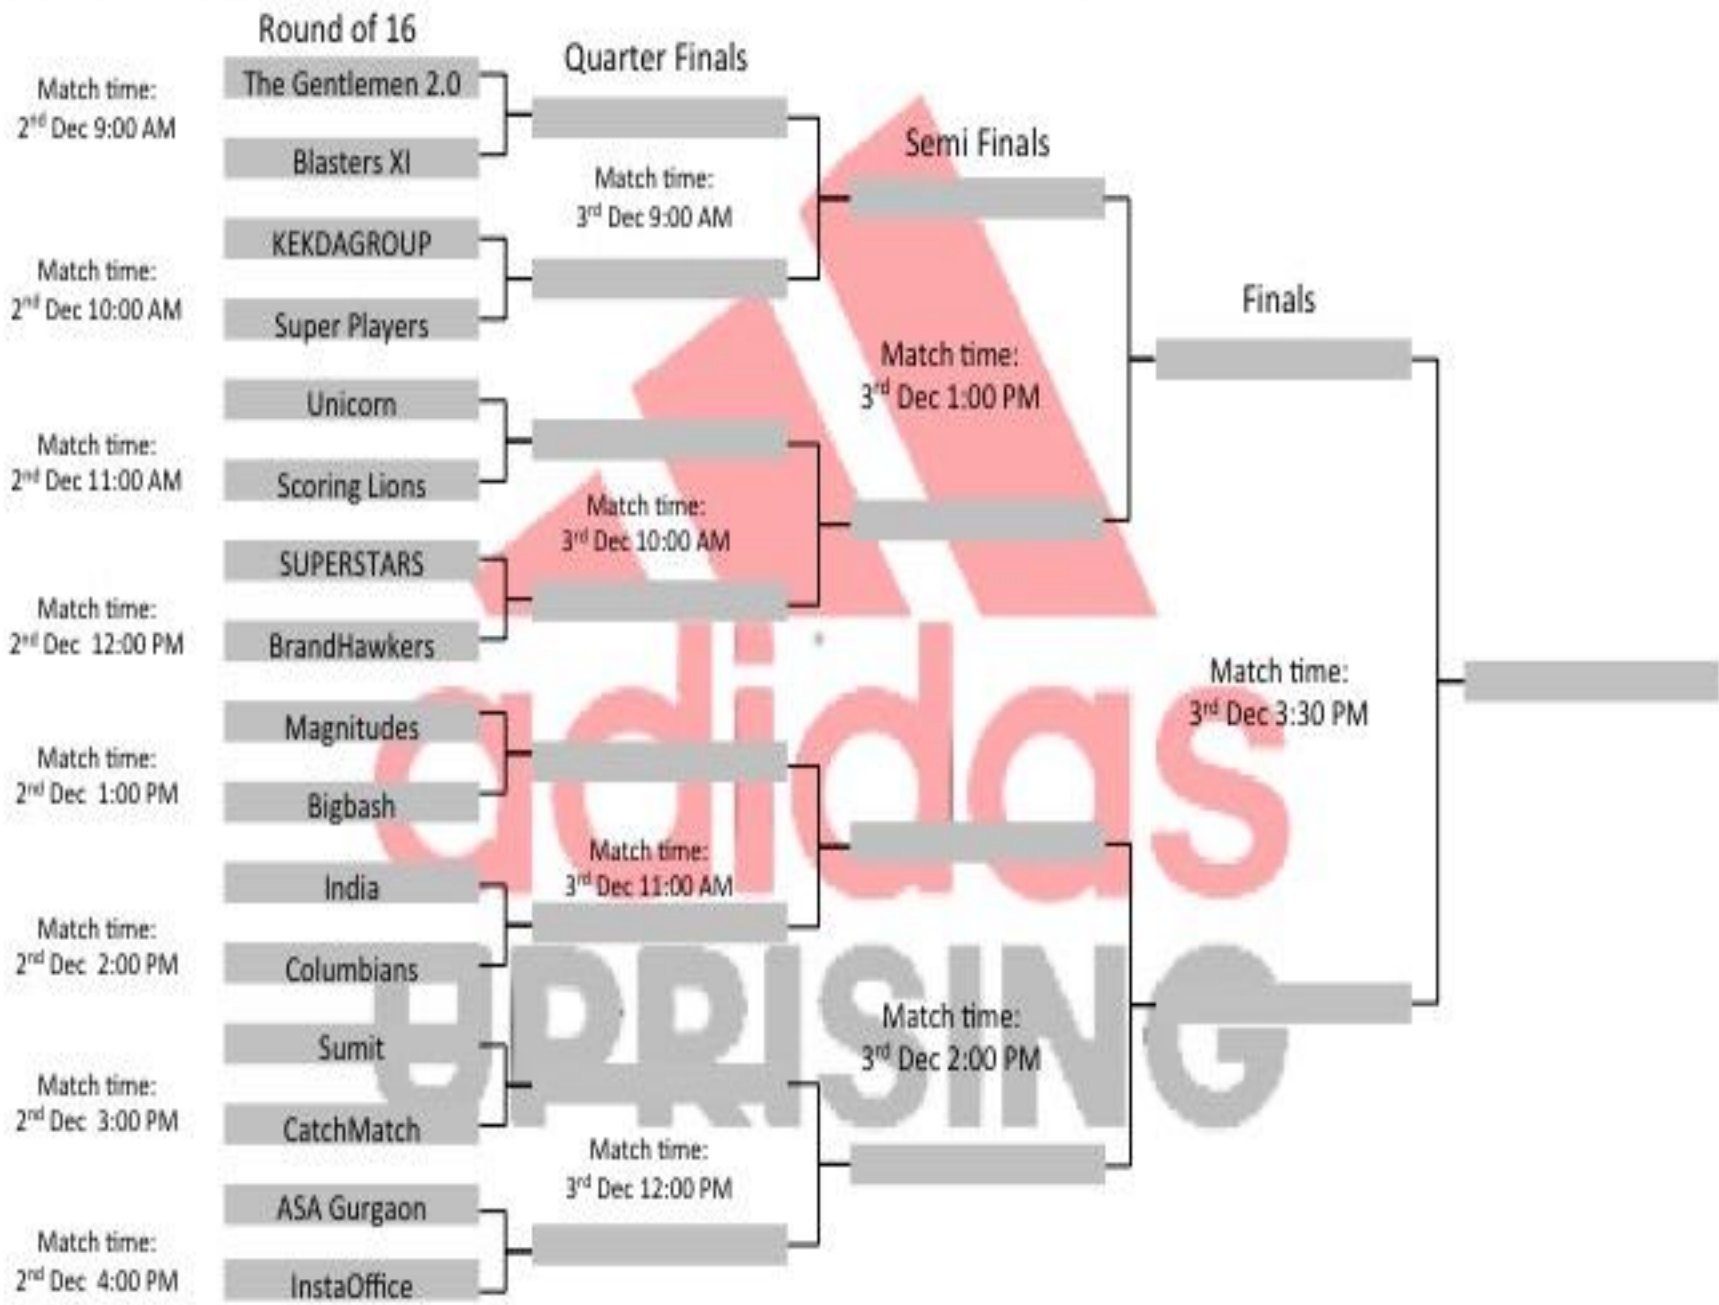 Round of 16
Quarter Finals
Semi Finals
Finals
Match time:
2nd Dec 9:00 AM
The Gentlemen 2.0
Blasters XI
Match time:
2nd Dec 10:00 AM
KEKDAGROUP
Super Players
Match time:
2nd Dec 11:00 AM
Unicorn
Scoring Lions
Match time:
2nd Dec 12:00 PM
SUPERSTARS
BrandHawkers
Match time:
2nd Dec 1:00 PM
Magnitudes
Bigbash
Match time:
2nd Dec 2:00 PM
India
Columbians
Match time:
2nd Dec 3:00 PM
Sumit
CatchMatch
Match time:
2nd Dec 4:00 PM
ASA Gurgaon
InstaOffice
Match time:
3rd Dec 9:00 AM
Match time:
3rd Dec 10:00 AM
Match time:
3rd Dec 11:00 AM
Match time:
3rd Dec 12:00 PM
Match time:
3rd Dec 1:00 PM
Match time:
3rd Dec 2:00 PM
Match time:
3rd Dec 3:30 PM
adidas
UPRISING